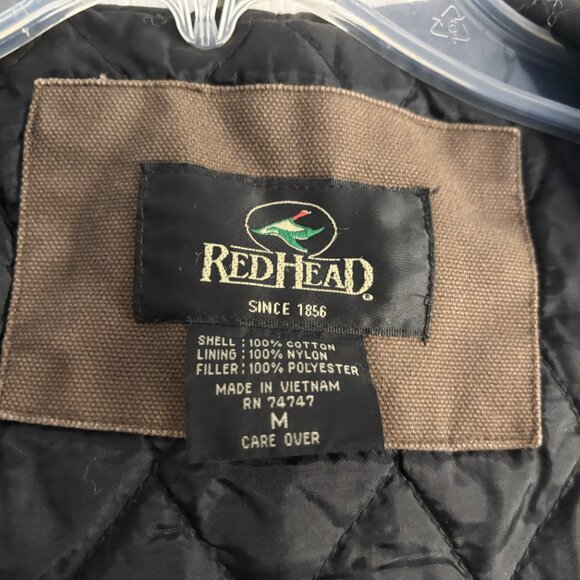 REDHEAD®
SINCE 1856
SHELL : 100% COTTON
LINING : 100% NYLON
FILLER : 100% POLYESTER
MADE IN VIETNAM
RN 74747
M
CARE OVER